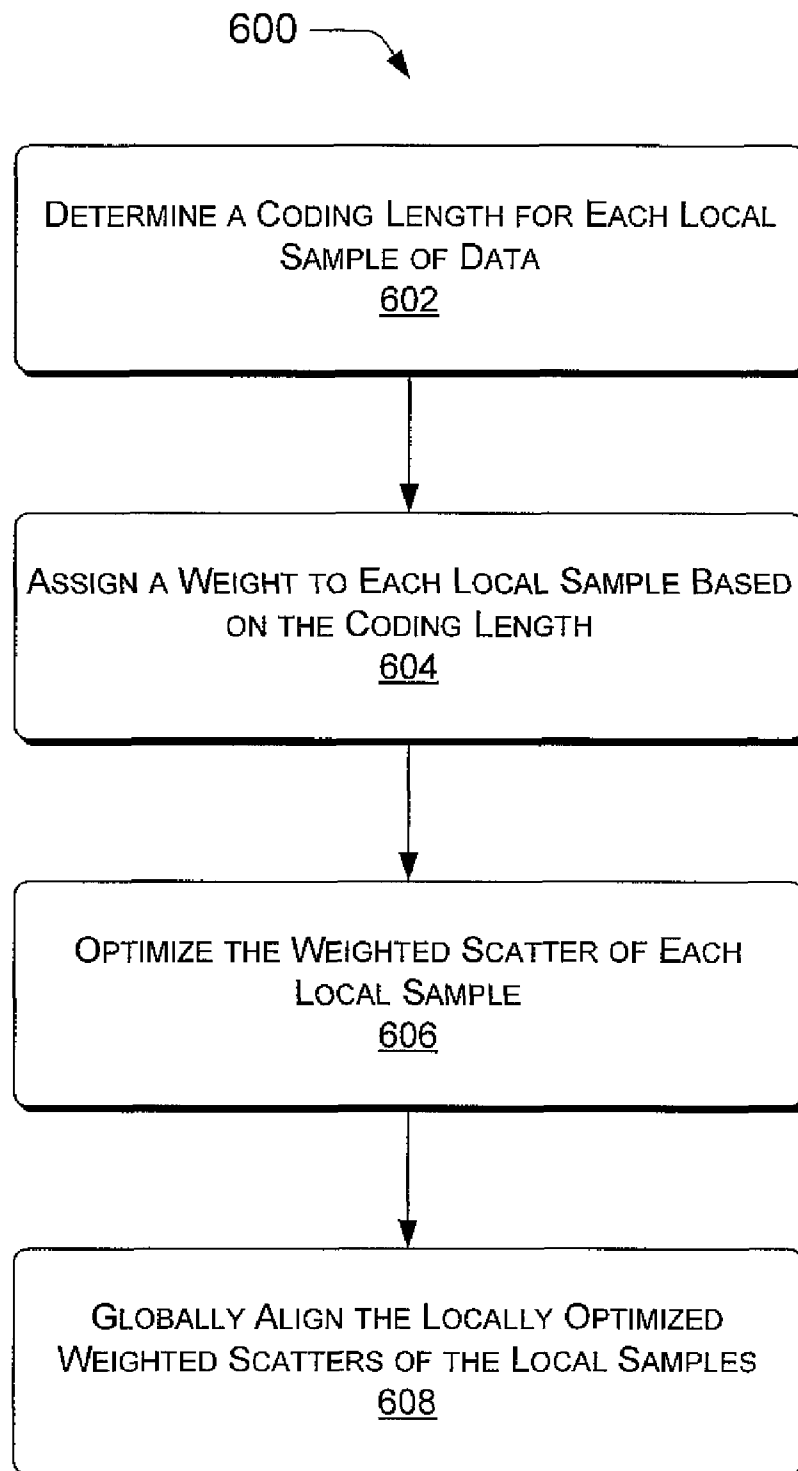 600
DETERMINE A CODING LENGTH FOR EACH LOCAL
SAMPLE OF DATA
602
ASSIGN A WEIGHT TO EACH LOCAL SAMPLE BASED
ON THE CODING LENGTH
604
OPTIMIZE THE WEIGHTED SCATTER OF EACH
LOCAL SAMPLE
606
GLOBALLY ALIGN THE LOCALLY OPTIMIZED
WEIGHTED SCATTERS OF THE LOCAL SAMPLES
608